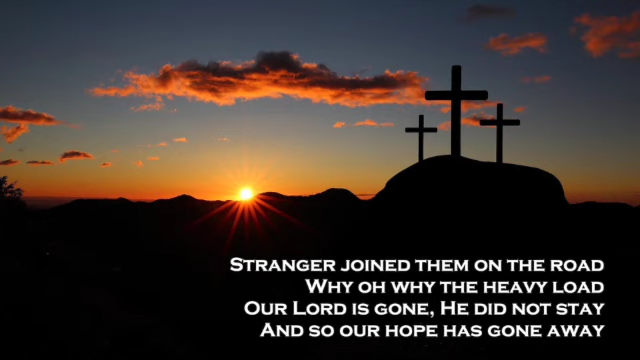 Stranger joined them on the road
Why oh why the heavy load
Our Lord is gone, He did not stay
And so our hope has gone away